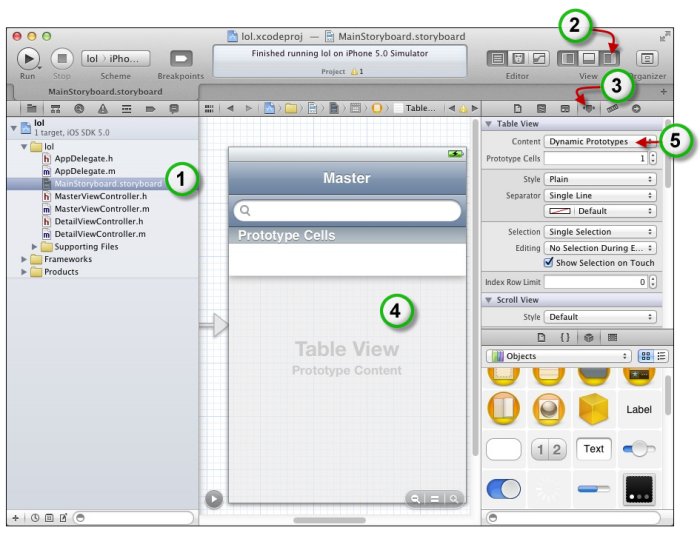 lol.xcodeproj — MainStoryboard.storyboard
2
Run
Stop
lol
iPho...
Scheme
Breakpoints
Finished running lol on iPhone 5.0 Simulator
Project
1
Editor
View
Organizer
MainStoryboard.storyboard
3
Table...
lol
1 target, iOS SDK 5.0
lol
AppDelegate.h
AppDelegate.m
MainStoryboard.storyboard
1
MasterViewController.h
MasterViewController.m
DetailViewController.h
DetailViewController.m
Supporting Files
Frameworks
Products
Master
Prototype Cells
4
Table View
Prototype Content
Table View
Content Dynamic Prototypes
5
Prototype Cells 1
Style Plain
Separator Single Line
Default
Selection Single Selection
Editing No Selection During E...
Show Selection on Touch
Index Row Limit 0
Scroll View
Style Default
{}
Objects
Label
1 2
Text